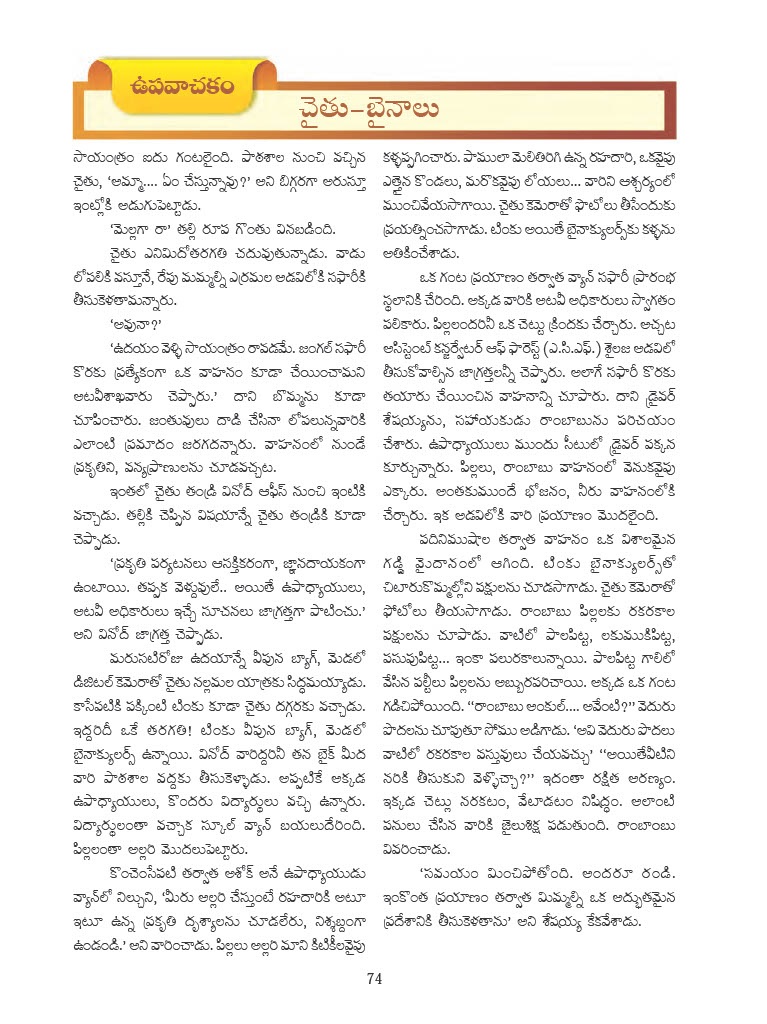 ఉపవాచకం
చైతు-బైనాలు
సాయంత్రం ఐదు గంటలైంది. పాఠశాల నుంచి వచ్చిన
చైతు, 'అమ్మా.... ఏం చేస్తున్నావు?' అని బిగ్గరగా అరుస్తూ
ఇంట్లోకి అడుగుపెట్టాడు.
'మెల్లగా రా' తల్లి రూప గొంతు వినబడింది.
చైతు ఎనిమిదోతరగతి చదువుతున్నాడు. వాడు
లోపలికి వస్తూనే, రేపు మమ్మల్ని ఎర్రమల అడవిలోకి సఫారీకి
తీసుకెళతామన్నారు.
'అవునా?'
'ఉదయం వెళ్ళి సాయంత్రం రావడమే. జంగల్ సఫారీ
కొరకు ప్రత్యేకంగా ఒక వాహనం కూడా చేయించామని
అటవీశాఖవారు చెప్పారు.' దాని బొమ్మను కూడా
చూపించారు. జంతువులు దాడి చేసినా లోపలున్నవారికి
ఎలాంటి ప్రమాదం జరగదన్నారు. వాహనంలో నుండే
ప్రకృతిని, వన్యప్రాణులను చూడవచ్చట.
ఇంతలో చైతు తండ్రి వినోద్ ఆఫీస్ నుంచి ఇంటికి
వచ్చాడు. తల్లికి చెప్పిన విషయాన్నే చైతు తండ్రికి కూడా
చెప్పాడు.
'ప్రకృతి పర్యటనలు ఆసక్తికరంగా, జ్ఞానదాయకంగా
ఉంటాయి. తప్పక వెళ్దువులే.. అయితే ఉపాధ్యాయులు,
అటవీ అధికారులు ఇచ్చే సూచనలు జాగ్రత్తగా పాటించు.'
అని వినోద్ జాగ్రత్త చెప్పాడు.
మరుసటిరోజు ఉదయాన్నే వీపున బ్యాగ్, మెడలో
డిజిటల్ కెమెరాతో చైతు నల్లమల యాత్రకు సిద్ధమయ్యాడు.
కాసేపటికి పక్కింటి టింకు కూడా చైతు దగ్గరకు వచ్చాడు.
ఇద్దరిదీ ఒకే తరగతి! టింకు వీపున బ్యాగ్, మెడలో
బైనాక్యులర్స్ ఉన్నాయి. వినోద్ వారిద్దరినీ తన బైక్ మీద
వారి పాఠశాల వద్దకు తీసుకెళ్ళాడు. అప్పటికే అక్కడ
ఉపాధ్యాయులు, కొందరు విద్యార్థులు వచ్చి ఉన్నారు.
విద్యార్థులంతా వచ్చాక స్కూల్ వ్యాన్ బయలుదేరింది.
పిల్లలంతా అల్లరి మొదలుపెట్టారు.
కొంచెంసేపటి తర్వాత అశోక్ అనే ఉపాధ్యాయుడు
వ్యాన్‌లో నిల్చుని, 'మీరు అల్లరి చేస్తుంటే రహదారికి అటూ
ఇటూ ఉన్న ప్రకృతి దృశ్యాలను చూడలేరు, నిశ్శబ్దంగా
ఉండండి.' అని వారించాడు. పిల్లలు అల్లరి మాని కిటికీలవైపు
కళ్ళప్పగించారు. పాములా మెలితిరిగి ఉన్న రహదారి, ఒకవైపు
ఎత్తైన కొండలు, మరొకవైపు లోయలు... వారిని ఆశ్చర్యంలో
ముంచివేయసాగాయి. చైతు కెమెరాతో ఫొటోలు తీసేందుకు
ప్రయత్నించసాగాడు. టింకు అయితే బైనాక్యులర్స్‌కు కళ్ళను
అతికించేశాడు.
ఒక గంట ప్రయాణం తర్వాత వ్యాన్ సఫారీ ప్రారంభ
స్థలానికి చేరింది. అక్కడ వారికి అటవీ అధికారులు స్వాగతం
పలికారు. పిల్లలందరినీ ఒక చెట్టు క్రిందకు చేర్చారు. అచ్చట
అసిస్టెంట్ కన్జర్వేటర్ ఆఫ్ ఫారెస్ట్ (ఎ.సి.ఎఫ్.) శైలజ అడవిలో
తీసుకోవాల్సిన జాగ్రత్తలన్నీ చెప్పారు. అలాగే సఫారీ కొరకు
తయారు చేయించిన వాహనాన్ని చూపారు. దాని డ్రైవర్
శేషయ్యను, సహాయకుడు రాంబాబును పరిచయం
చేశారు. ఉపాధ్యాయులు ముందు సీటులో డ్రైవర్ పక్కన
కూర్చున్నారు. పిల్లలు, రాంబాబు వాహనంలో వెనుకవైపు
ఎక్కారు. అంతకుముందే భోజనం, నీరు వాహనంలోకి
చేర్చారు. ఇక అడవిలోకి వారి ప్రయాణం మొదలైంది.
పదినిముషాల తర్వాత వాహనం ఒక విశాలమైన
గడ్డి మైదానంలో ఆగింది. టింకు బైనాక్యులర్స్‌తో
చిటారుకొమ్మల్లోని పక్షులను చూడసాగాడు. చైతు కెమెరాతో
ఫోటోలు తీయసాగాడు. రాంబాబు పిల్లలకు రకరకాల
పక్షులను చూపాడు. వాటిలో పాలపిట్ట, లకుముకిపిట్ట,
పసుపుపిట్ట... ఇంకా పలురకాలున్నాయి. పాలపిట్ట గాలిలో
వేసిన పల్టీలు పిల్లలను అబ్బురపరిచాయి. అక్కడ ఒక గంట
గడిచిపోయింది. "రాంబాబు అంకుల్.... అవేంటి?" వెదురు
పొదలను చూపుతూ సోము అడిగాడు. 'అవి వెదురు పొదలు
వాటిలో రకరకాల వస్తువులు చేయవచ్చు' "అయితేవీటిని
నరికి తీసుకుని వెళ్ళొచ్చా?" ఇదంతా రక్షిత అరణ్యం.
ఇక్కడ చెట్లు నరకటం, వేటాడటం నిషిద్ధం. అలాంటి
పనులు చేసిన వారికి జైలుశిక్ష పడుతుంది. రాంబాంబు
వివరించాడు.
'సమయం మించిపోతోంది. అందరూ రండి.
ఇంకొంత ప్రయాణం తర్వాత మిమ్మల్ని ఒక అద్భుతమైన
ప్రదేశానికి తీసుకెళతాను' అని శేషయ్య కేకవేశాడు.
74